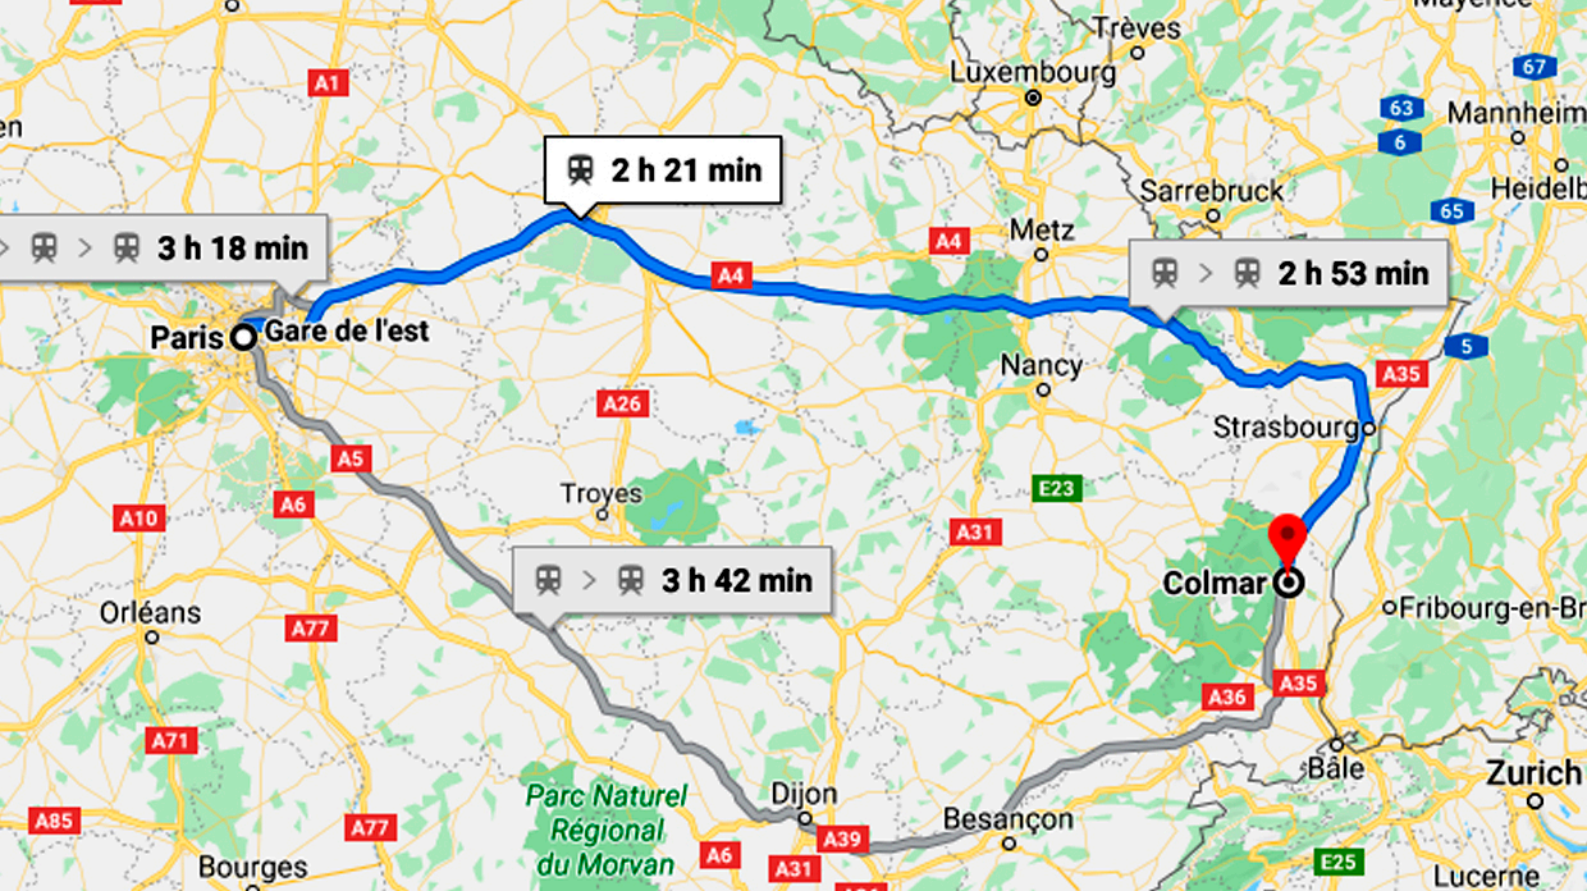 Mayence
Trèves
67
A1
Luxembourg
63
Mannheim
en
6
2 h 21 min
Sarrebruck
Heidelb
65
3 h 18 min
Metz
A4
A4
2 h 53 min
Paris
Gare de l'est
5
Nancy
A35
A26
Strasbourg
A5
E23
Troyes
A6
A10
A31
3 h 42 min
Colmar
Orléans
Fribourg-en-Br
A77
A35
A36
A71
Bâle
Zurich
Parc Naturel
Régional
du Morvan
Dijon
Besançon
A85
A77
A39
A6
A31
E25
Bourges
Lucerne